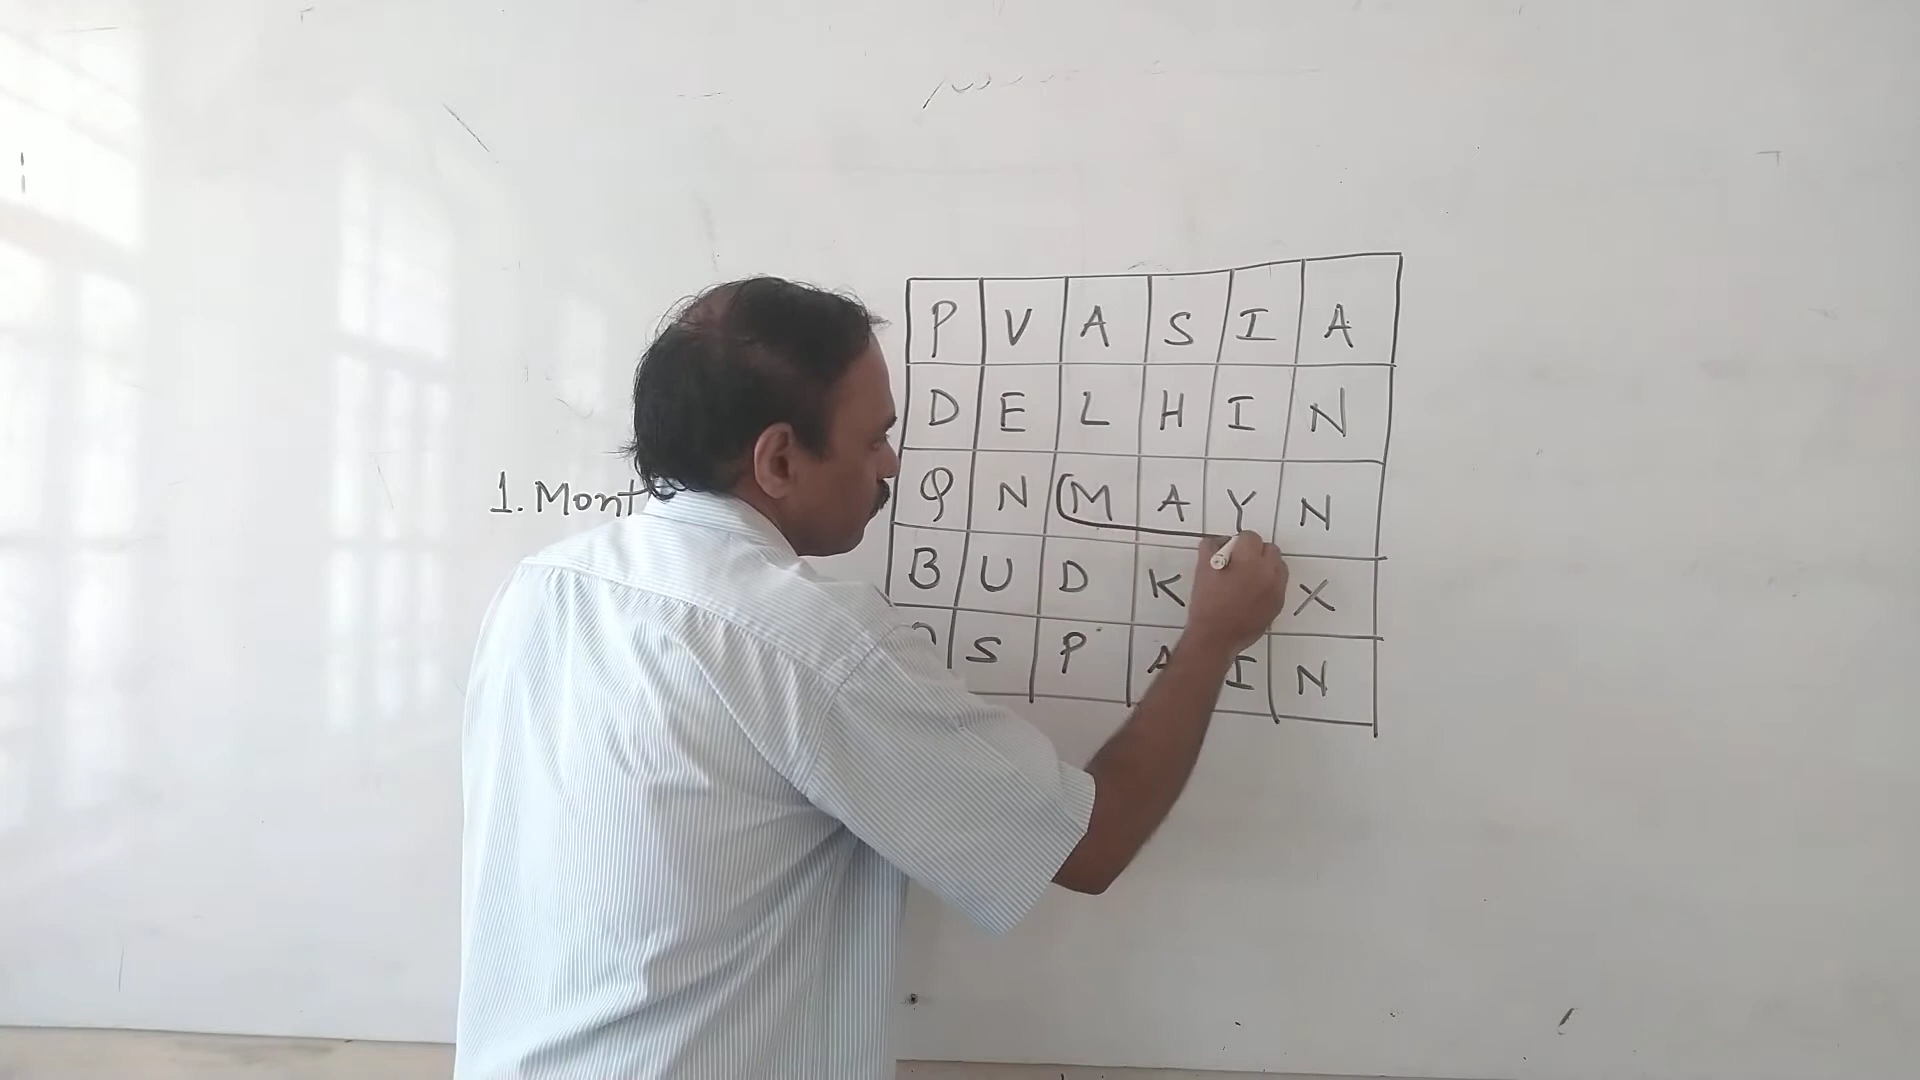 P V A S I A
D E L H I N
1. Mont
Q N M A Y N
B U D K X
S P A I N